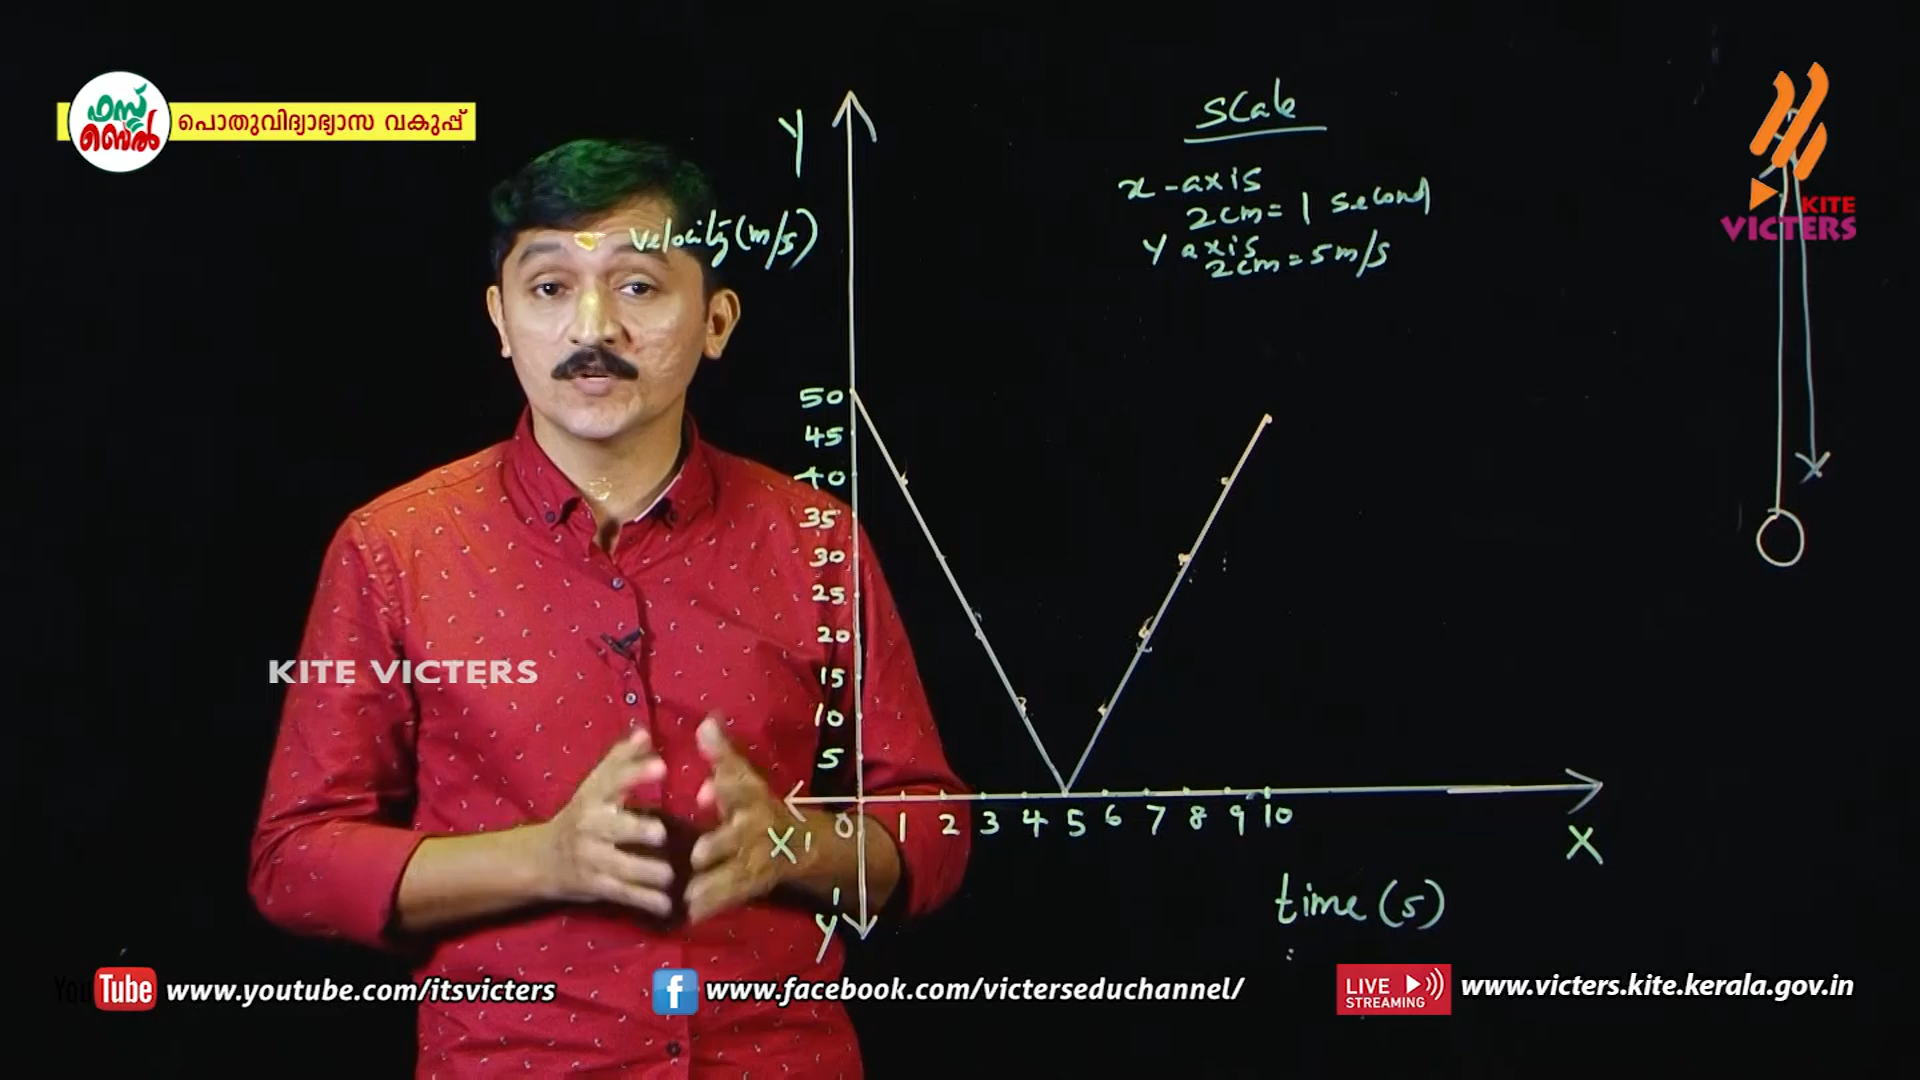 ഫസ്റ്റ്
ബെൽ
പൊതുവിദ്യാഭ്യാസ വകുപ്പ്
KITE
VICTERS
Scale
x-axis
2cm = 1 second
Y axis
2cm = 5m/s
Y
velocity (m/s)
50
45
40
35
30
25
20
15
10
5
0 1 2 3 4 5 6 7 8 9 10
X'
X
Y'
time (s)
KITE VICTERS
YouTube www.youtube.com/itsvicters
f www.facebook.com/victerseduchannel/
LIVE
STREAMING
www.victers.kite.kerala.gov.in